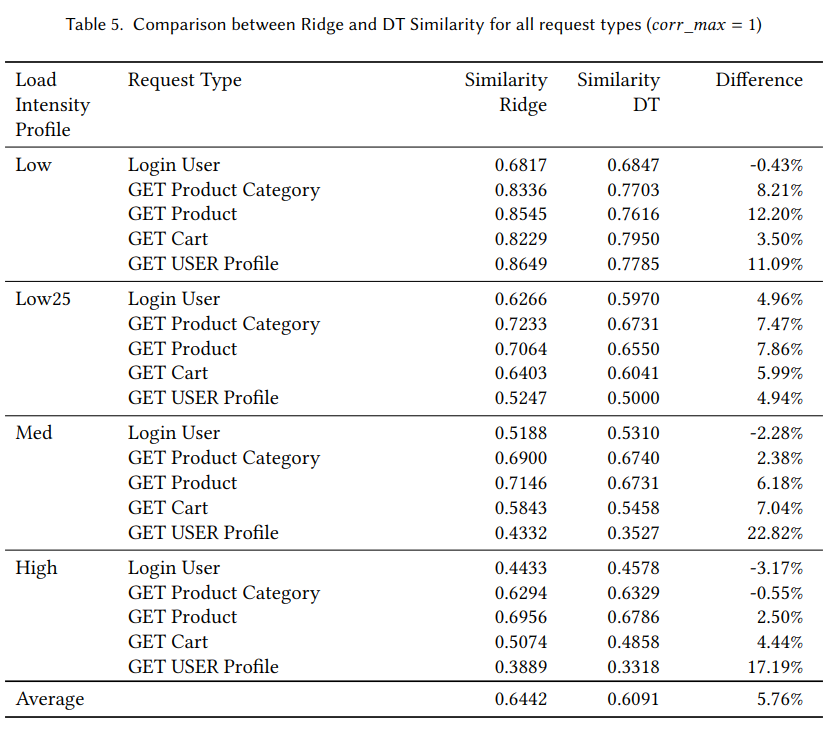 Table 5. Comparison between Ridge and DT Similarity for all request types (corr_max = 1)
Load Intensity Profile Request Type Similarity Ridge Similarity DT Difference
Low Login User 0.6817 0.6847 -0.43%
GET Product Category 0.8336 0.7703 8.21%
GET Product 0.8545 0.7616 12.20%
GET Cart 0.8229 0.7950 3.50%
GET USER Profile 0.8649 0.7785 11.09%
Low25 Login User 0.6266 0.5970 4.96%
GET Product Category 0.7233 0.6731 7.47%
GET Product 0.7064 0.6550 7.86%
GET Cart 0.6403 0.6041 5.99%
GET USER Profile 0.5247 0.5000 4.94%
Med Login User 0.5188 0.5310 -2.28%
GET Product Category 0.6900 0.6740 2.38%
GET Product 0.7146 0.6731 6.18%
GET Cart 0.5843 0.5458 7.04%
GET USER Profile 0.4332 0.3527 22.82%
High Login User 0.4433 0.4578 -3.17%
GET Product Category 0.6294 0.6329 -0.55%
GET Product 0.6956 0.6786 2.50%
GET Cart 0.5074 0.4858 4.44%
GET USER Profile 0.3889 0.3318 17.19%
Average 0.6442 0.6091 5.76%